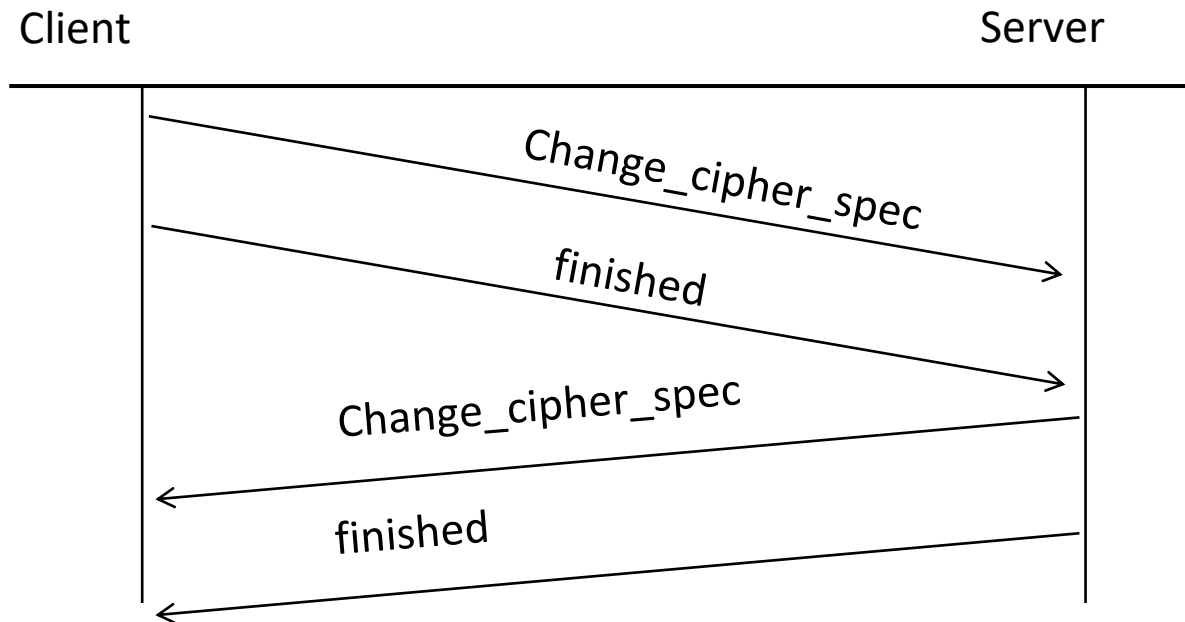 Client
Server
Change_cipher_spec
finished
Change_cipher_spec
finished